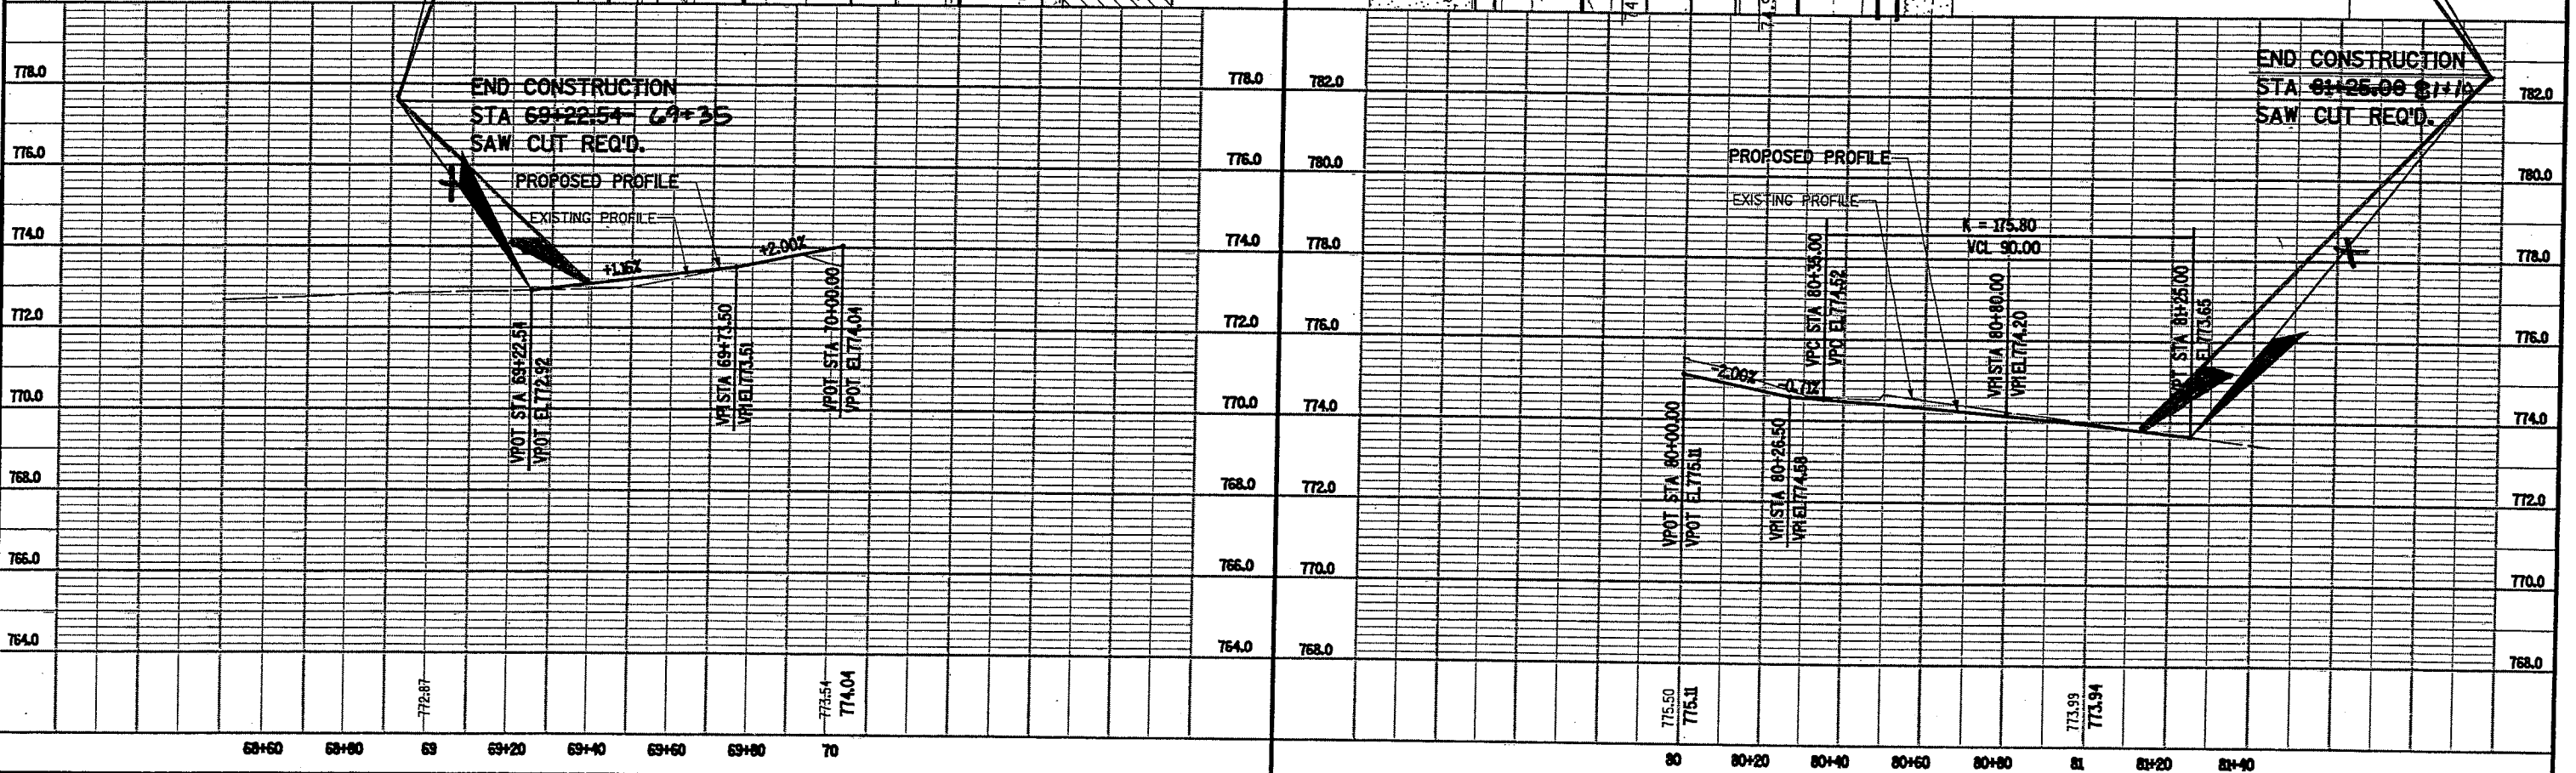 END CONSTRUCTION
STA 69+22.54 69+35
SAW CUT REQ'D.
PROPOSED PROFILE
EXISTING PROFILE
+1.16%
+2.00%
VPOT STA 69+22.54
VPOT EL 772.92
VPI STA 69+73.50
VPI EL 773.51
VPOT STA 70+00.00
VPOT EL 774.04
778.0
776.0
774.0
772.0
770.0
768.0
766.0
764.0
778.0
776.0
774.0
772.0
770.0
768.0
766.0
764.0
772.87
773.54
774.04
68+60
68+80
69
69+20
69+40
69+60
69+80
70
END CONSTRUCTION
STA 81+25.00
SAW CUT REQ'D.
PROPOSED PROFILE
EXISTING PROFILE
K = 175.80
VCL 90.00
-2.00%
-0.71%
VPOT STA 80+00.00
VPOT EL 775.11
VPI STA 80+26.50
VPI EL 774.58
VPC STA 80+35.00
VPC EL 774.52
VPI STA 80+80.00
VPI EL 774.20
VPT STA 81+25.00
EL 773.65
782.0
780.0
778.0
776.0
774.0
772.0
770.0
768.0
782.0
780.0
778.0
776.0
774.0
772.0
770.0
768.0
775.50
775.11
773.99
773.94
80
80+20
80+40
80+60
80+80
81
81+20
81+40